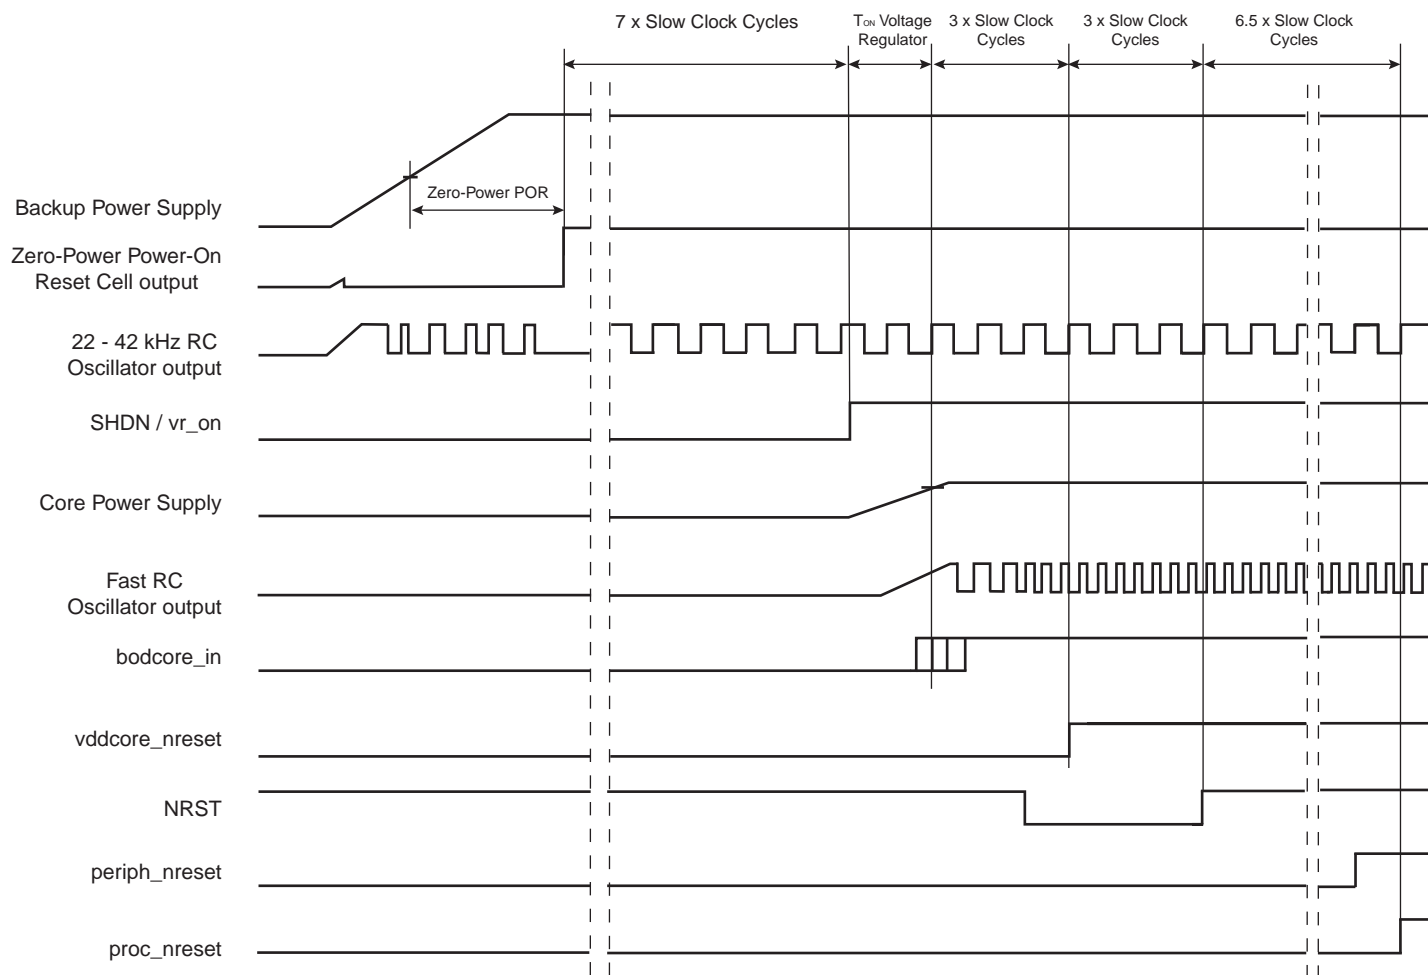 7 x Slow Clock Cycles
TON Voltage
Regulator
3 x Slow Clock
Cycles
3 x Slow Clock
Cycles
6.5 x Slow Clock
Cycles
Zero-Power POR
Backup Power Supply
Zero-Power Power-On
Reset Cell output
22 - 42 kHz RC
Oscillator output
SHDN / vr_on
Core Power Supply
Fast RC
Oscillator output
bodcore_in
vddcore_nreset
NRST
periph_nreset
proc_nreset